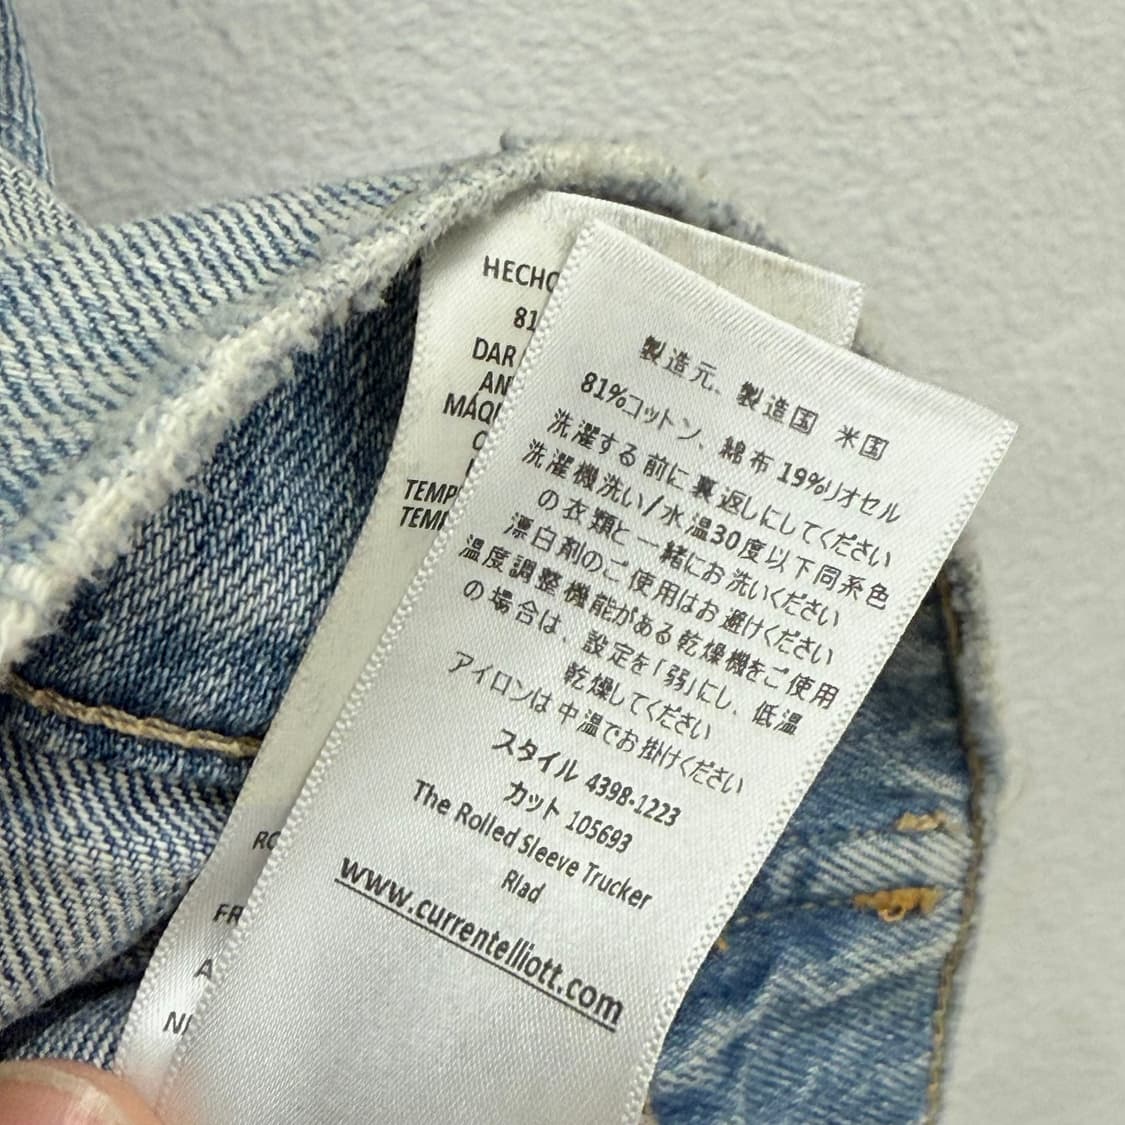 HECHO
81
DAR
AN
MÁQU
TEMP
TEMP
RO
FR
A
製造元、製造国 米国
81%コットン、綿布 19%リオセル
洗濯する前に裏返しにしてください
洗濯機洗い/水温30度以下同系色
の衣類と一緒にお洗いください
漂白剤のご使用はお避けください
温度調整機能がある乾燥機をご使用
の場合は、設定を「弱」にし、低温
乾燥してください
アイロンは中温でお掛けください
スタイル 4398-1223
カット 105693
The Rolled Sleeve Trucker
Rlad
www.currentelliott.com